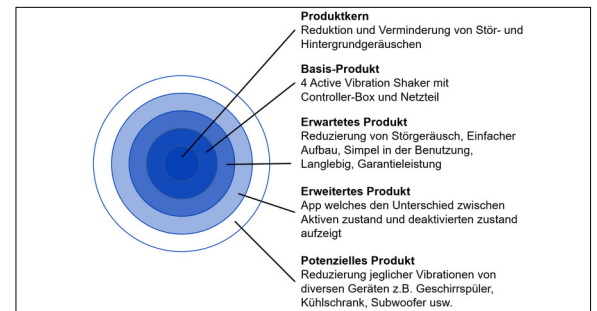 Produktkern
Reduktion und Verminderung von Stör- und
Hintergrundgeräuschen
Basis-Produkt
4 Active Vibration Shaker mit
Controller-Box und Netzteil
Erwartetes Produkt
Reduzierung von Störgeräusch, Einfacher
Aufbau, Simpel in der Benutzung,
Langlebig, Garantieleistung
Erweitertes Produkt
App welches den Unterschied zwischen
Aktiven zustand und deaktivierten zustand
aufzeigt
Potenzielles Produkt
Reduzierung jeglicher Vibrationen von
diversen Geräten z.B. Geschirrspüler,
Kühlschrank, Subwoofer usw.